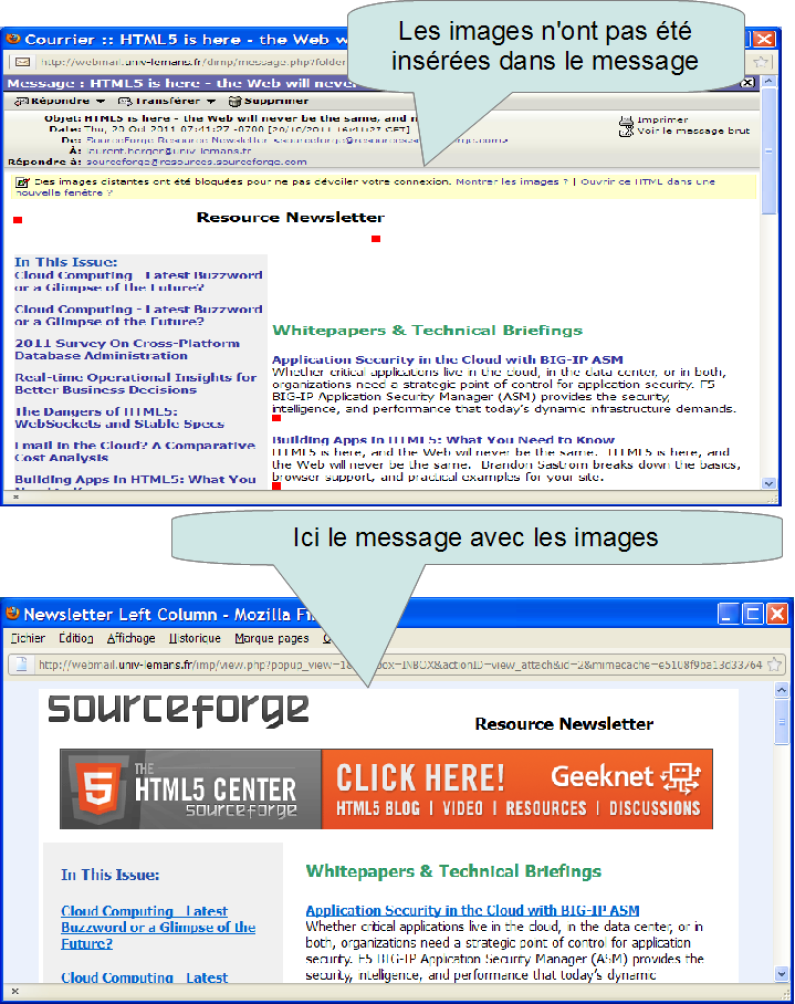 Les images n'ont pas été
insérées dans le message
Courrier :: HTML5 is here - the Web w
http://webmail.univ-lemans.fr/dimp/message.php?folder
Message : HTML5 is here - the Web will never
Répondre Transférer Supprimer
Objet: HTML5 is here - the Web will never be the same, and
Imprimer
Date: Thu, 20 Oct 2011 07:41:27 -0700 [20/10/2011 16:41:27 CET]
Voir le message brut
De: SourceForge Resource Newsletter
À: laurent.berger@univ-lemans.fr
Répondre à: sourceforge@resources.sourceforge.com
Des images distantes ont été bloquées pour ne pas dévoiler votre connexion. Montrer les images ? | Ouvrir ce HTML dans une
nouvelle fenêtre ?
Resource Newsletter
In This Issue:
Cloud Computing - Latest Buzzword
or a Glimpse of the Future?
Cloud Computing - Latest Buzzword
or a Glimpse of the Future?
2011 Survey On Cross-Platform
Database Administration
Real-time Operational Insights for
Better Business Decisions
The Dangers of HTML5:
WebSockets and Stable Specs
Email in the Cloud? A Comparative
Cost Analysis
Building Apps in HTML5: What You
Whitepapers & Technical Briefings
Application Security in the Cloud with BIG-IP ASM
Whether critical applications live in the cloud, in the data center, or in both,
organizations need a strategic point of control for application security. F5
BIG-IP Application Security Manager (ASM) provides the security,
intelligence, and performance that today's dynamic infrastructure demands.
Building Apps in HTML5: What You Need to Know
HTML5 is here, and the Web will never be the same. HTML5 is here, and
the Web will never be the same. Brandon Satrom breaks down the basics,
browser support, and practical examples for your site.
Ici le message avec les images
Newsletter Left Column - Mozilla Fi
Fichier Édition Affichage Historique Marque pages
http://webmail.univ-lemans.fr/imp/view.php?popup_view=1& box=INBOX&actionID=view_attach&id=2&mimecache=e5108f9ba13d33764
sourceforge
Resource Newsletter
THE
HTML5 CENTER
sourceforge
CLICK HERE! Geeknet
HTML5 BLOG | VIDEO | RESOURCES | DISCUSSIONS
In This Issue:
Cloud Computing - Latest
Buzzword or a Glimpse of the
Future?
Cloud Computing - Latest
Whitepapers & Technical Briefings
Application Security in the Cloud with BIG-IP ASM
Whether critical applications live in the cloud, in the data center, or in
both, organizations need a strategic point of control for application
security. F5 BIG-IP Application Security Manager (ASM) provides the
security, intelligence, and performance that today's dynamic